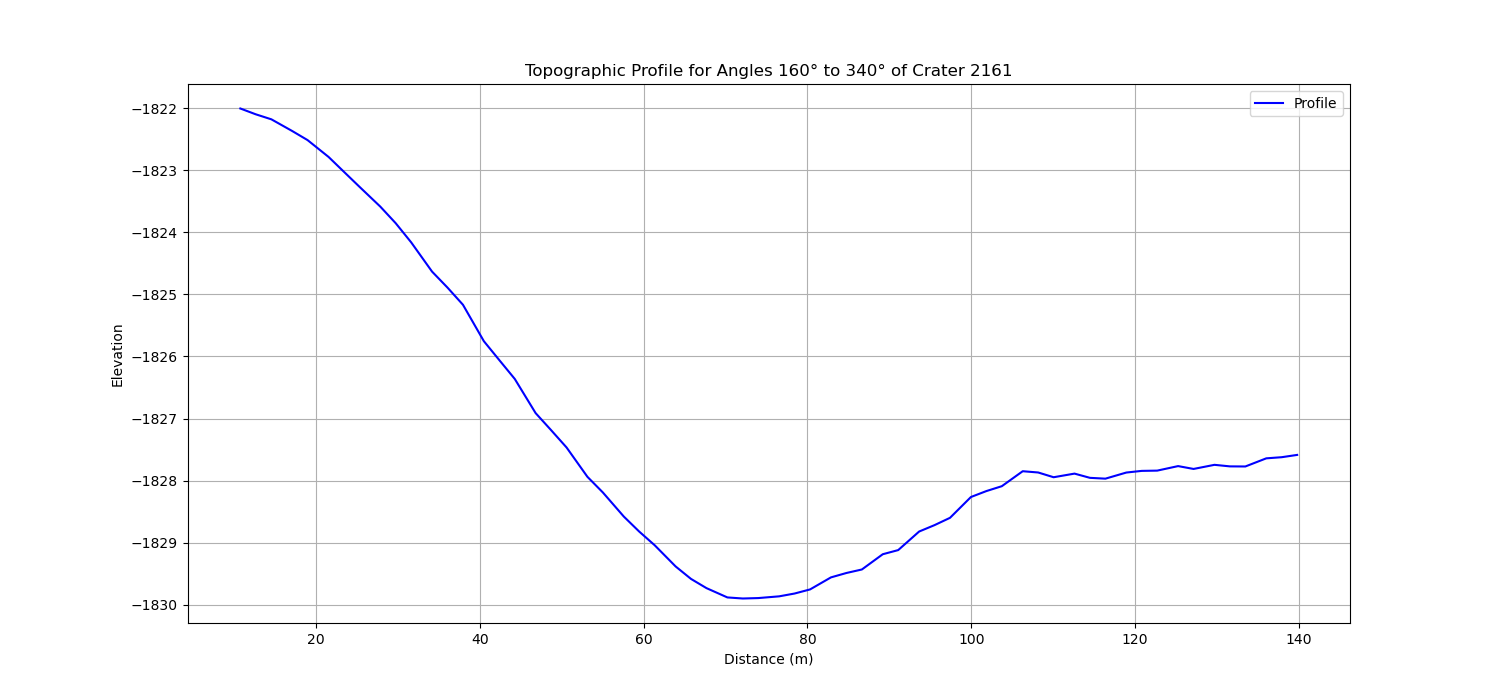 Topographic Profile for Angles 160° to 340° of Crater 2161
Profile
−1822
−1823
−1824
−1825
−1826
−1827
−1828
−1829
−1830
Elevation
20 40 60 80 100 120 140
Distance (m)